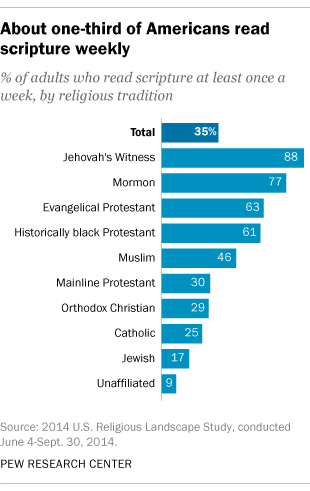 About one-third of Americans read
scripture weekly
% of adults who read scripture at least once a
week, by religious tradition
Total 35%
Jehovah's Witness 88
Mormon 77
Evangelical Protestant 63
Historically black Protestant 61
Muslim 46
Mainline Protestant 30
Orthodox Christian 29
Catholic 25
Jewish 17
Unaffiliated 9
Source: 2014 U.S. Religious Landscape Study, conducted
June 4-Sept. 30, 2014.
PEW RESEARCH CENTER